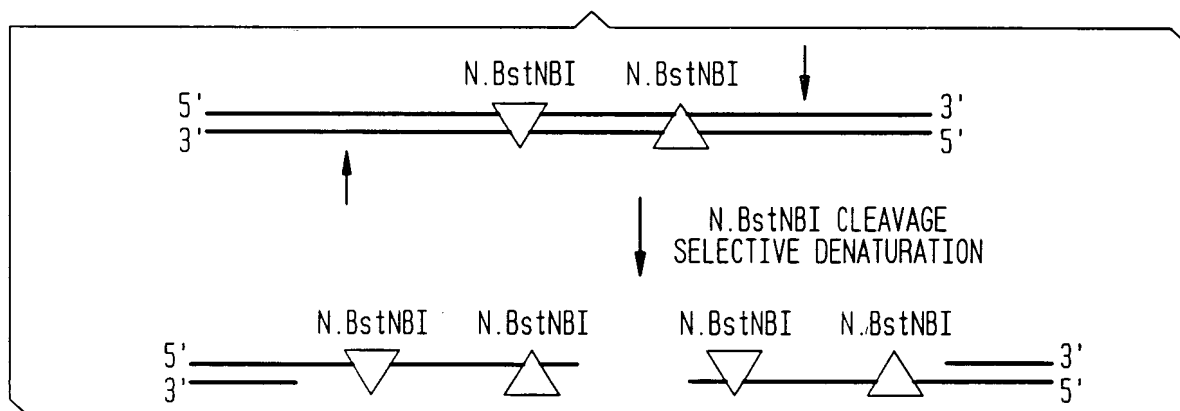 N.BstNBI N.BstNBI
5' 3'
3' 5'
N.BstNBI CLEAVAGE
SELECTIVE DENATURATION
N.BstNBI N.BstNBI N.BstNBI N.BstNBI
5' 3'
3' 5'